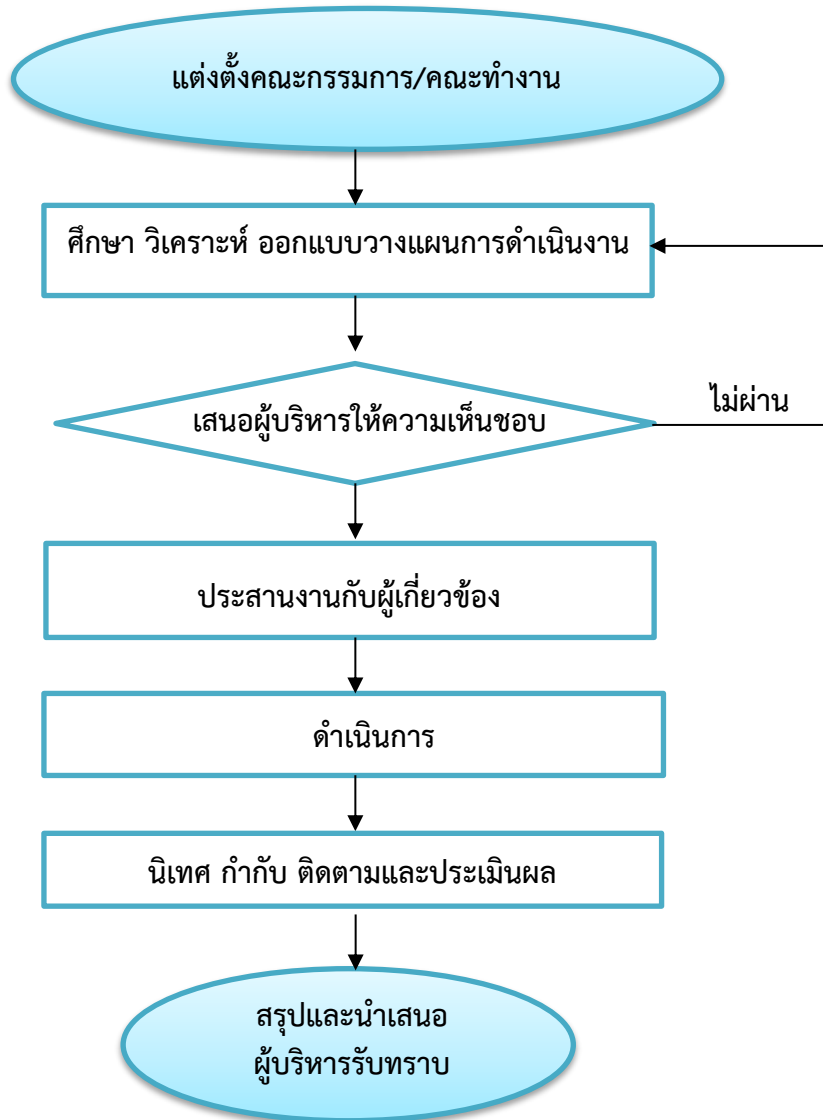 แต่งตั้งคณะกรรมการ/คณะทำงาน
ศึกษา วิเคราะห์ ออกแบบวางแผนการดำเนินงาน
เสนอผู้บริหารให้ความเห็นชอบ
ไม่ผ่าน
ประสานงานกับผู้เกี่ยวข้อง
ดำเนินการ
นิเทศ กำกับ ติดตามและประเมินผล
สรุปและนำเสนอ
ผู้บริหารรับทราบ